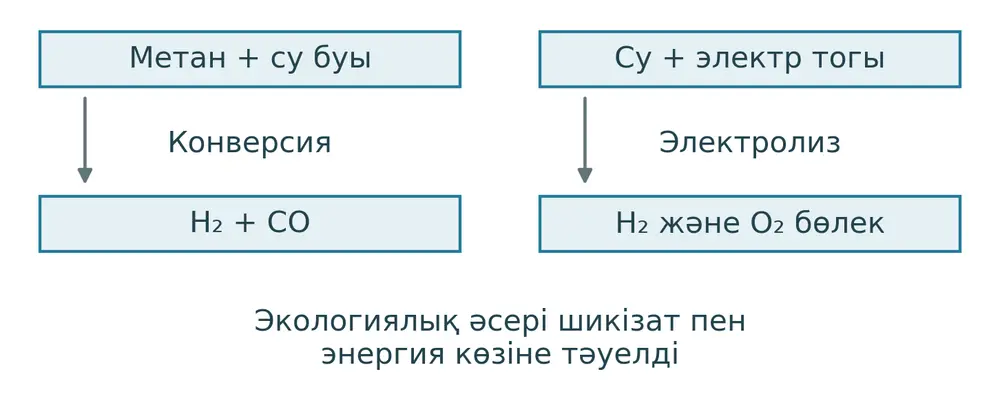 Метан + су буы
Су + электр тогы
Конверсия
Электролиз
H₂ + CO
H₂ және O₂ бөлек
Экологиялық әсері шикізат пен
энергия көзіне тәуелді